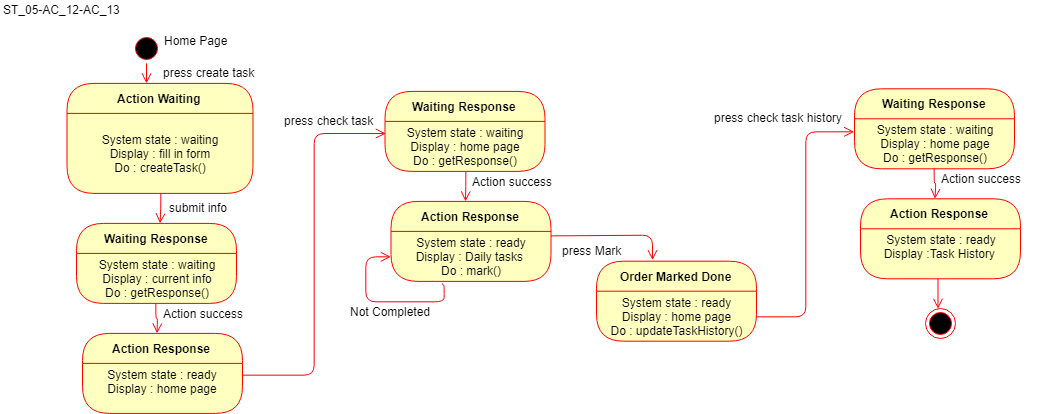 ST_05-AC_12-AC_13
Home Page
press create task
Action Waiting
System state : waiting
Display : fill in form
Do : createTask()
submit info
Waiting Response
System state : waiting
Display : current info
Do : getResponse()
Action success
Action Response
System state : ready
Display : home page
press check task
Waiting Response
System state : waiting
Display : home page
Do : getResponse()
Action success
Action Response
System state : ready
Display : Daily tasks
Do : mark()
Not Completed
press Mark
Order Marked Done
System state : ready
Display : home page
Do : updateTaskHistory()
press check task history
Waiting Response
System state : waiting
Display : home page
Do : getResponse()
Action success
Action Response
System state : ready
Display :Task History